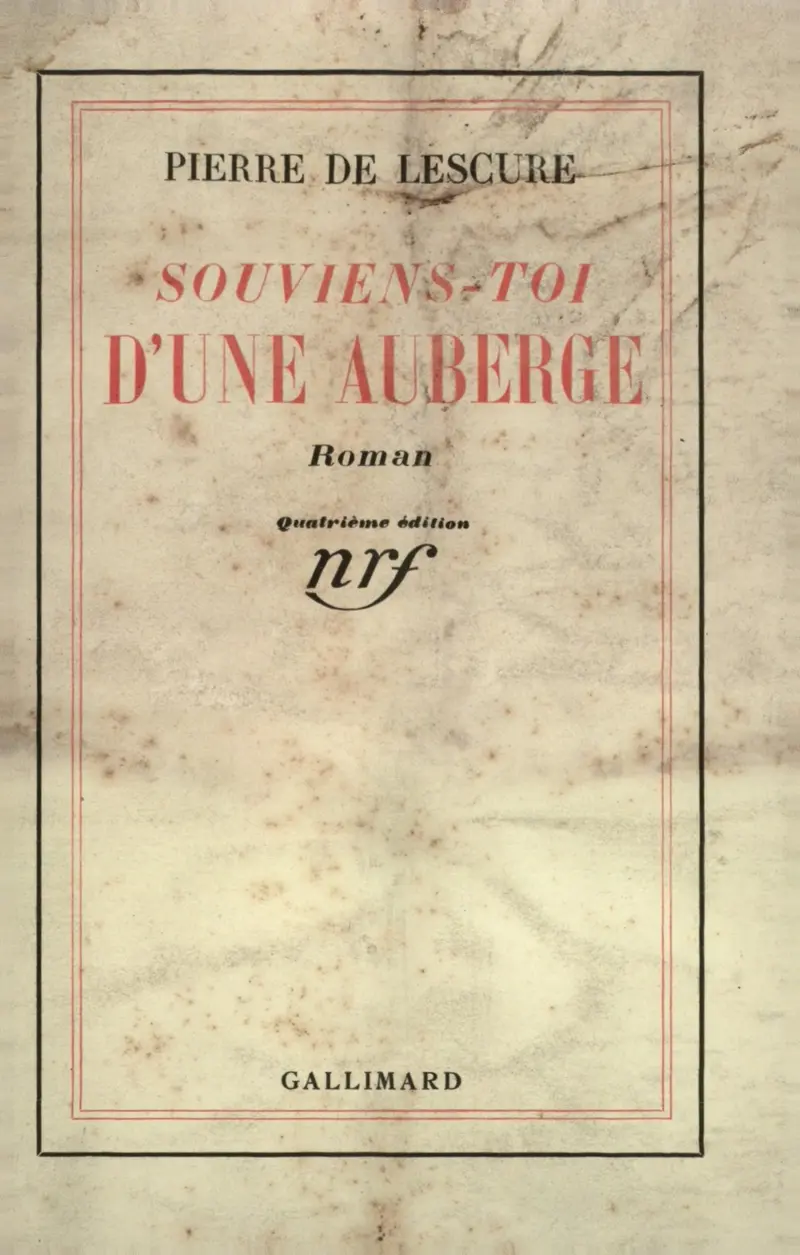 PIERRE DE LESCURE
SOUVIENS-TOI
D'UNE AUBERGE
Roman
Quatrième édition
nrf
GALLIMARD